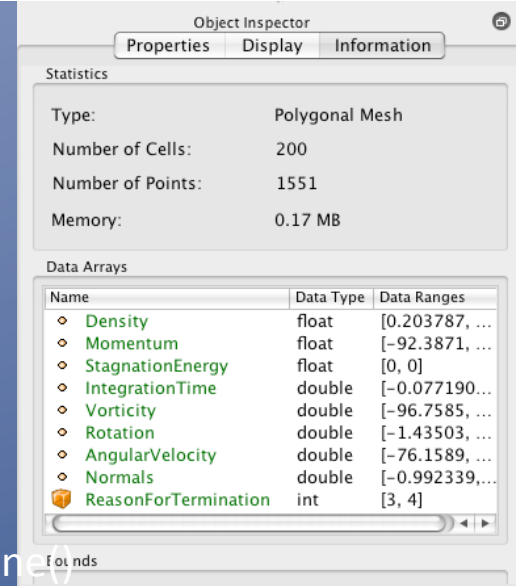 Object Inspector
Properties Display Information
Statistics
Type: Polygonal Mesh
Number of Cells: 200
Number of Points: 1551
Memory: 0.17 MB
Data Arrays
Name Data Type Data Ranges
Density float [0.203787, ...
Momentum float [-92.3871, ...
StagnationEnergy float [0, 0]
IntegrationTime double [-0.077190...
Vorticity double [-96.7585, ...
Rotation double [-1.43503, ...
AngularVelocity double [-76.1589, ...
Normals double [-0.992339,...
ReasonForTermination int [3, 4]
ne()
Bounds